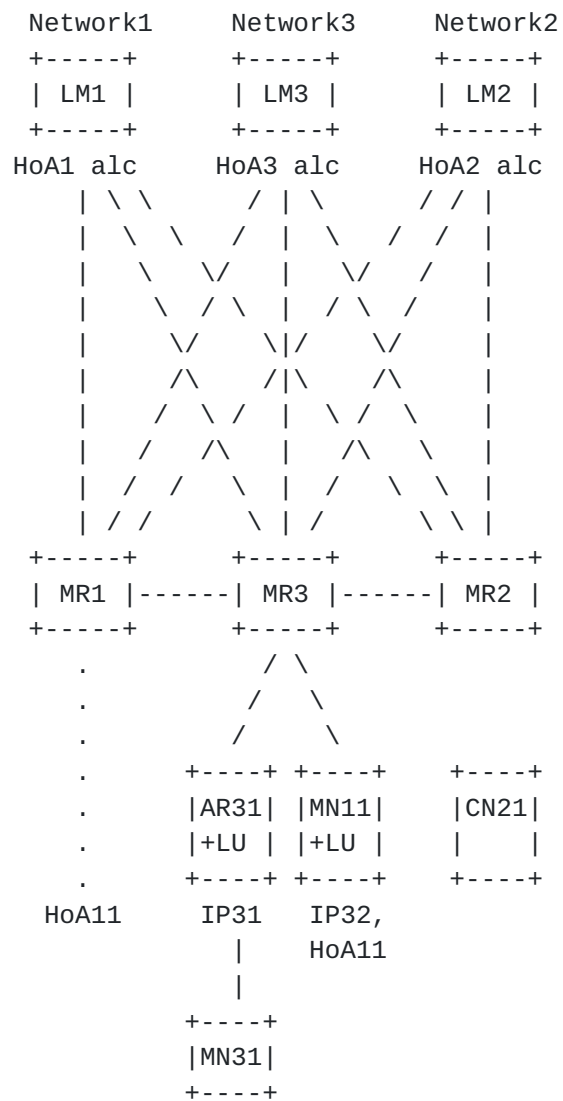 Network1 Network3 Network2
LM1 LM3 LM2
HoA1 alc HoA3 alc HoA2 alc
MR1 MR3 MR2
AR31 MN11 CN21
+LU +LU
HoA11 IP31 IP32,
HoA11
MN31